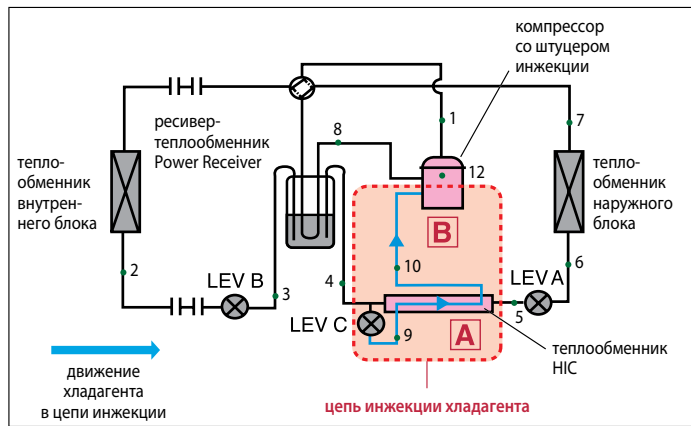 компрессор
со штуцером
инжекции
1
7
ресивер-
теплообменник
Power Receiver
8
тепло-
обменник
внутрен-
него блока
12
тепло-
обменник
наружного
блока
B
2
LEV B
3
4
10
6
LEV A
5
LEV C
9
A
теплообменник
HIC
движение
хладагента
в цепи инжекции
цепь инжекции хладагента